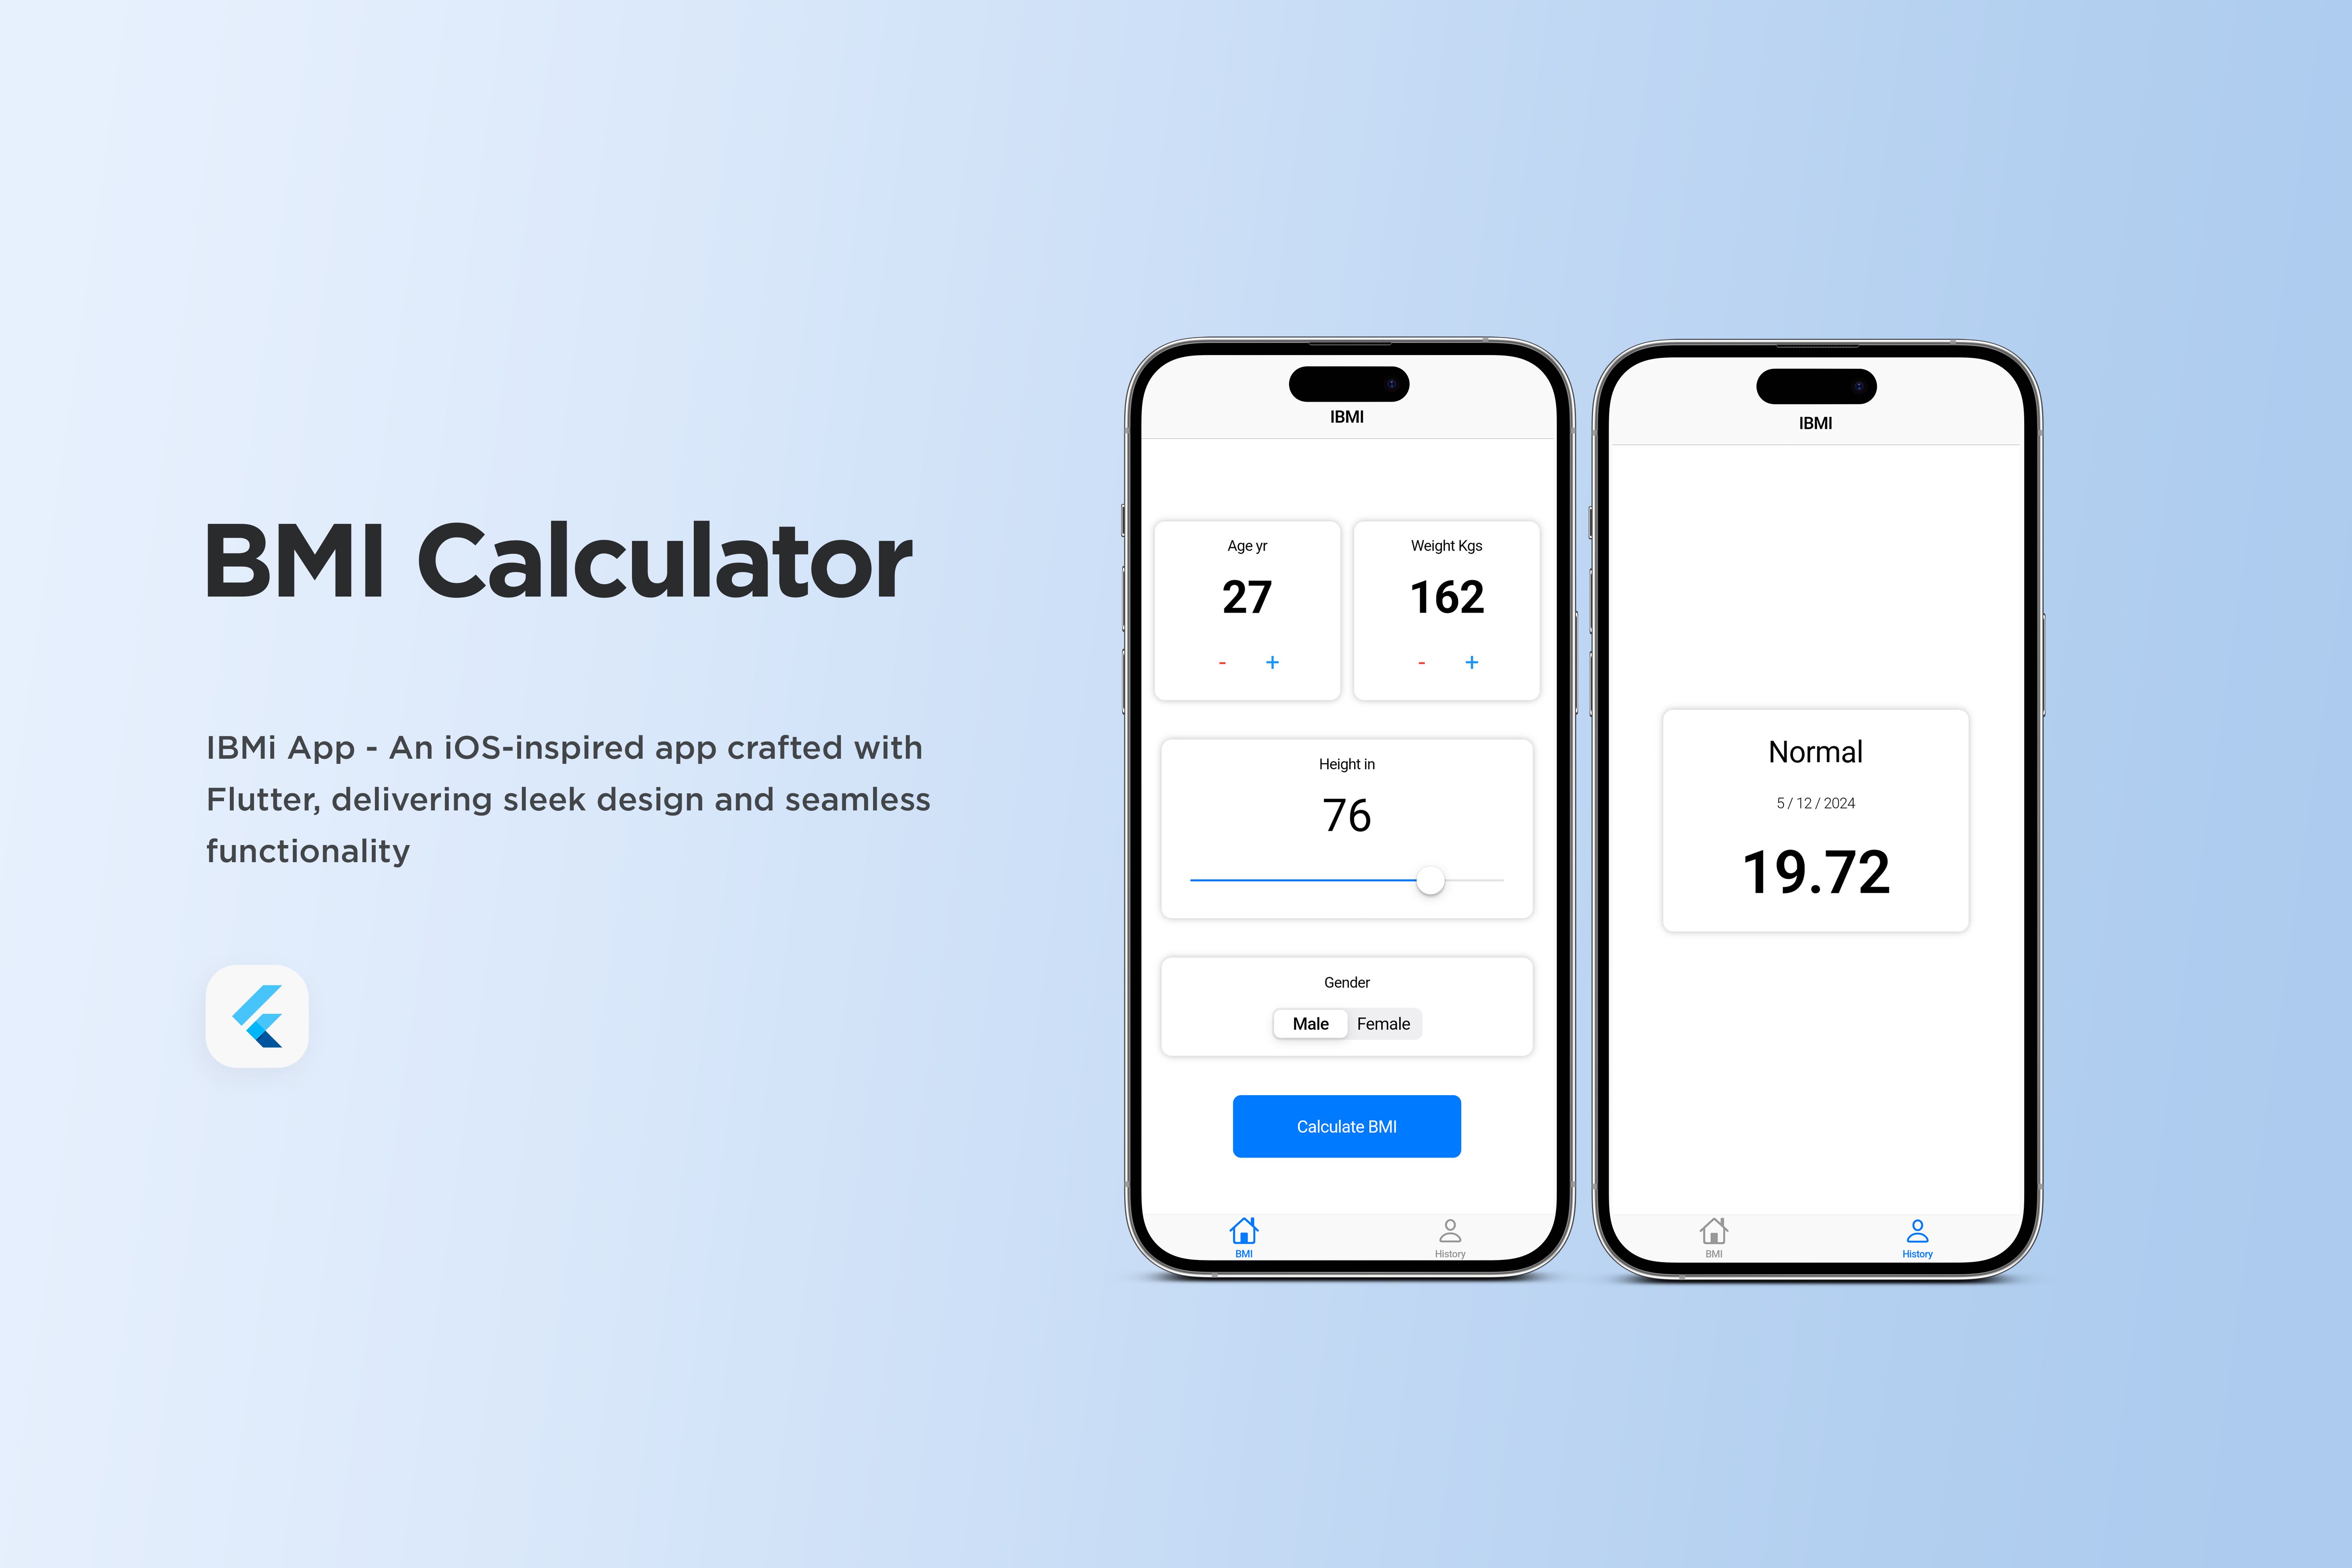 BMI Calculator
IBMi App - An iOS-inspired app crafted with
Flutter, delivering sleek design and seamless
functionality
IBMI
Age yr
27
- +
Weight Kgs
162
- +
Height in
76
Gender
Male Female
Calculate BMI
BMI History
IBMI
Normal
5 / 12 / 2024
19.72
BMI History